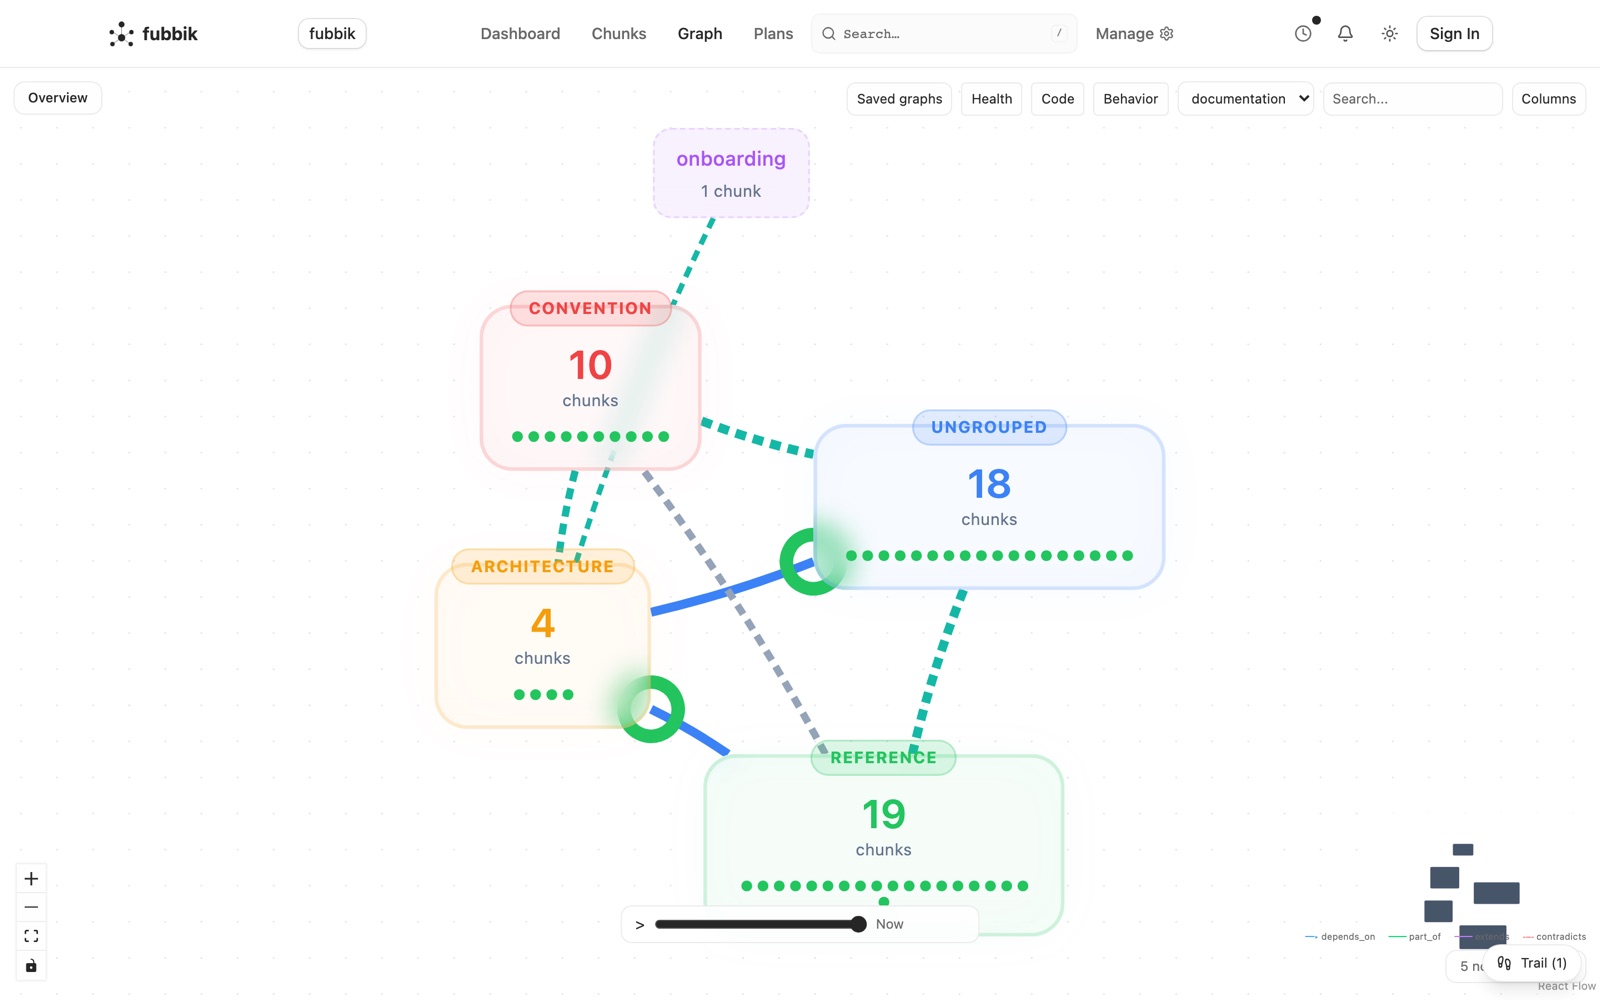 fubbik
fubbik
Dashboard
Chunks
Graph
Plans
Search…
/
Manage
Sign In
Overview
Saved graphs
Health
Code
Behavior
documentation
Search...
Columns
onboarding
1 chunk
CONVENTION
10
chunks
UNGROUPED
18
chunks
ARCHITECTURE
4
chunks
REFERENCE
19
chunks
>
Now
depends_on
part_of
extends
contradicts
5
Trail (1)
React Flow